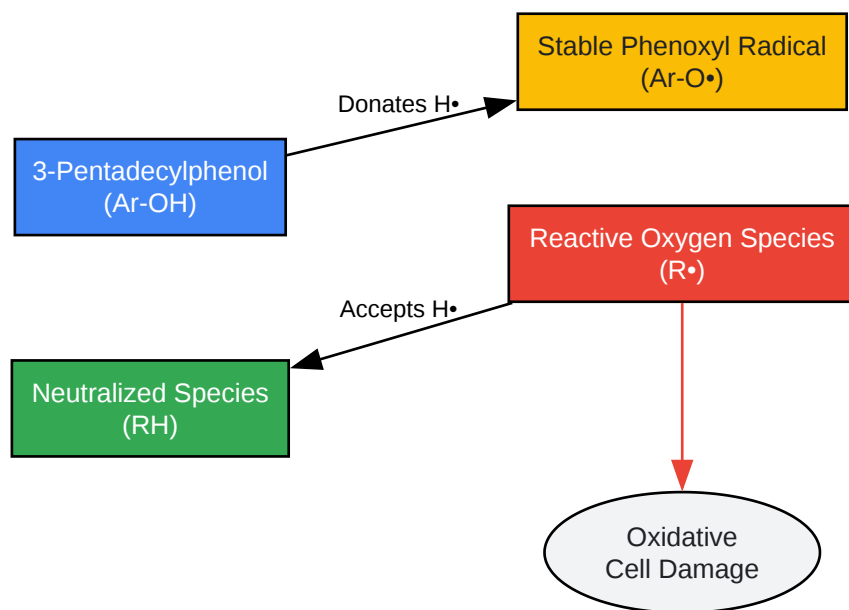 Stable Phenoxyl Radical
(Ar-O•)
Donates H•
3-Pentadecylphenol
(Ar-OH)
Reactive Oxygen Species
(R•)
Accepts H•
Neutralized Species
(RH)
Oxidative
Cell Damage